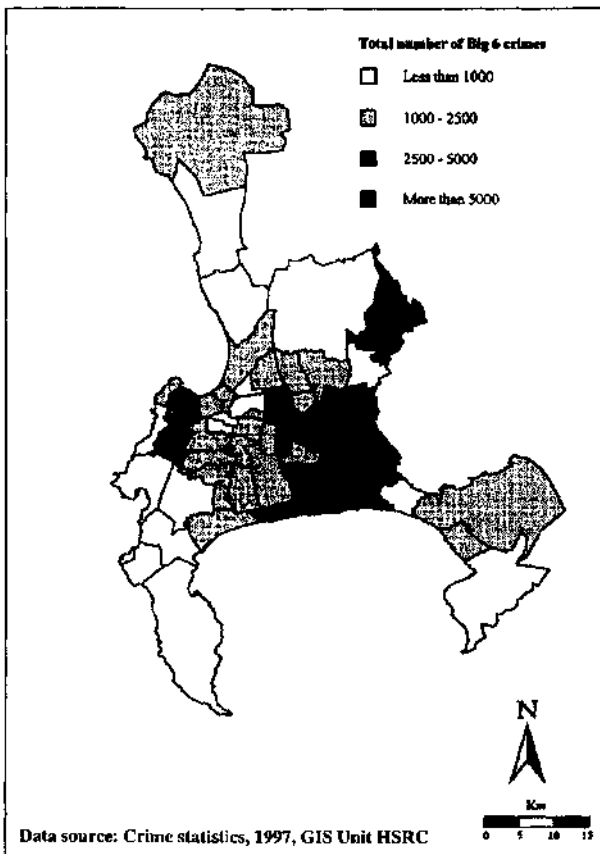 Total number of Big 6 crimes
Less than 1000
1000 - 2500
2500 - 5000
More than 5000
N
Km
0 5 10 15
Data source: Crime statistics, 1997, GIS Unit HSRC